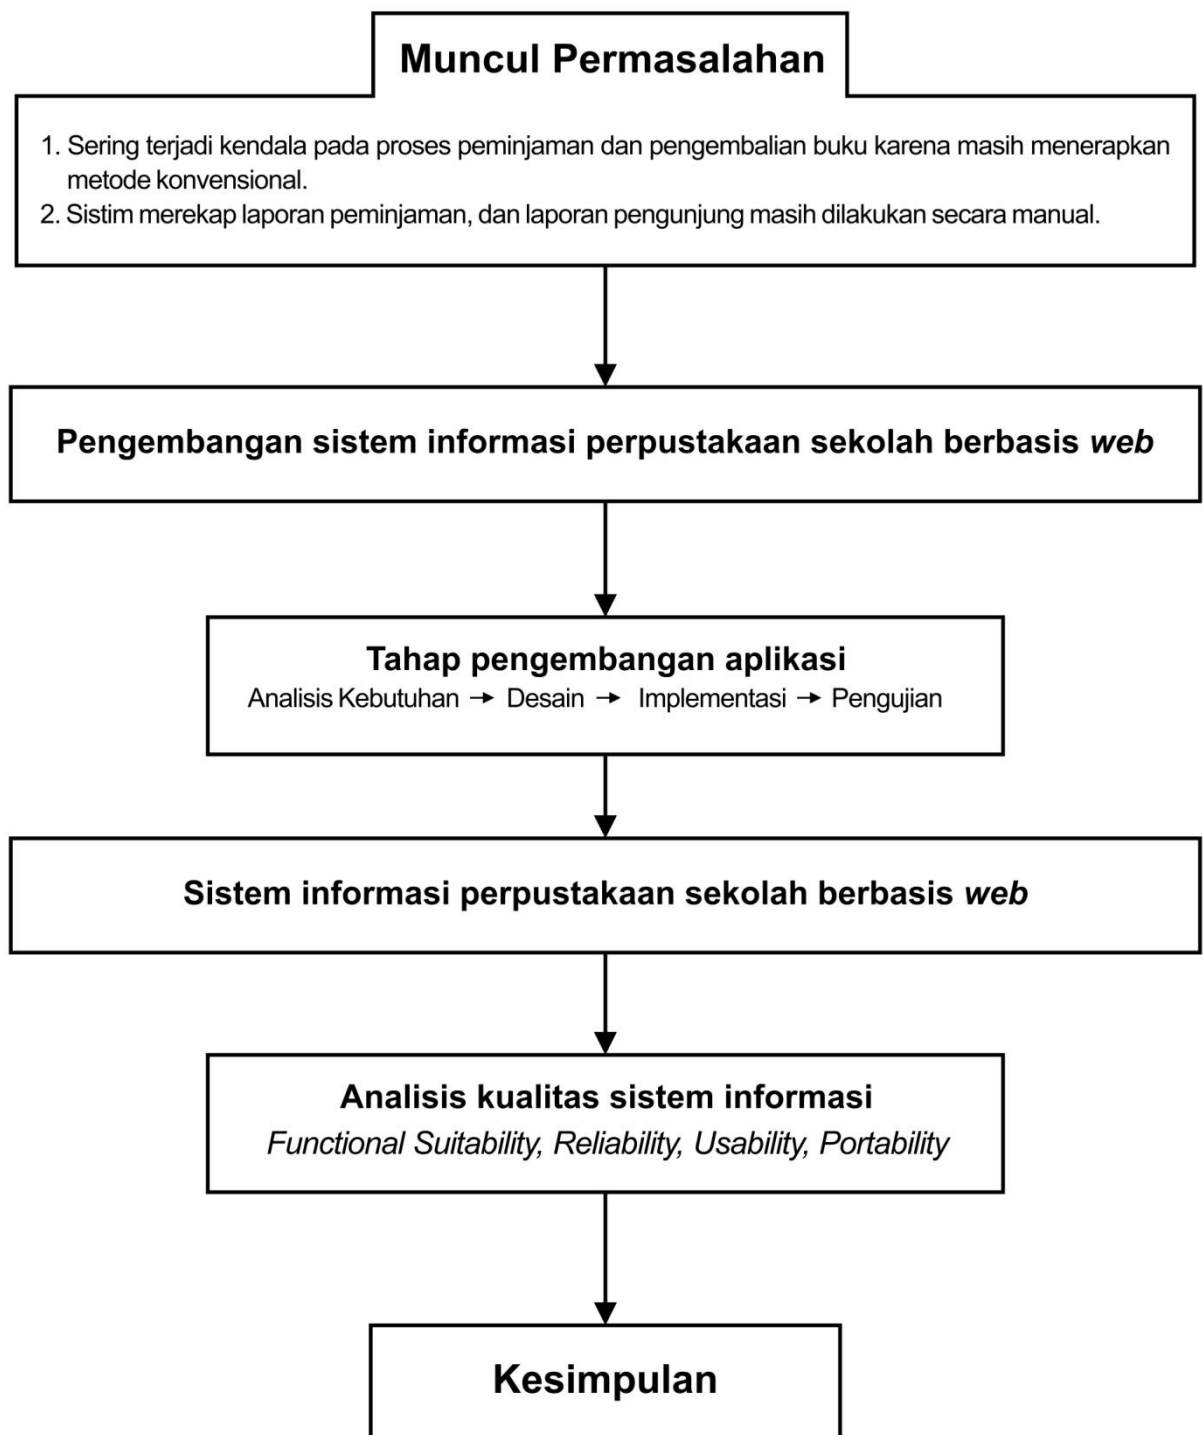 Muncul Permasalahan
1. Sering terjadi kendala pada proses peminjaman dan pengembalian buku karena masih menerapkan
metode konvensional.
2. Sistim merekap laporan peminjaman, dan laporan pengunjung masih dilakukan secara manual.
Pengembangan sistem informasi perpustakaan sekolah berbasis web
Tahap pengembangan aplikasi
Analisis Kebutuhan → Desain → Implementasi → Pengujian
Sistem informasi perpustakaan sekolah berbasis web
Analisis kualitas sistem informasi
Functional Suitability, Reliability, Usability, Portability
Kesimpulan